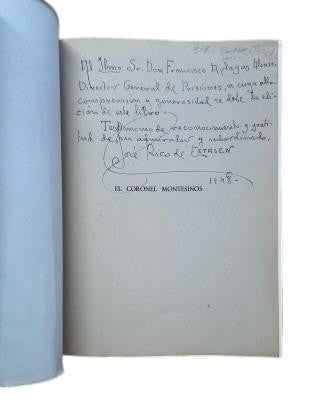 Al Ilmo Sr. Don Francisco Aylagas Alonso,
Director General de Prisiones, a cuya alta
comprensión y generosidad se debe la edi-
ción de este libro.
Testimonio de reconocimiento y grati-
tud de un admirador y subordinado,
José Rico de ESTASEN
EL CORONEL MONTESINOS
1948-